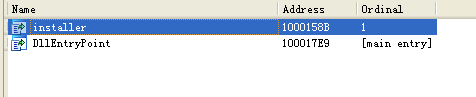 Name Address Ordinal
installer 1000158B 1
DllEntryPoint 100017E9 [main entry]